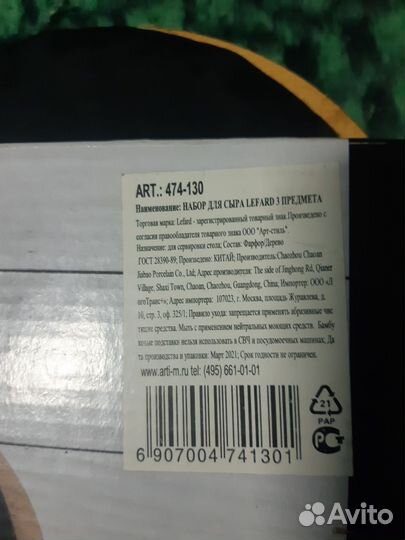 ART.: 474-130
Наименование: НАБОР ДЛЯ СЫРА LEFARD 3 ПРЕДМЕТА
Торговая марка: Lefard - зарегистрированный товарный знак.Произведено с
согласия правообладателя товарного знака ООО "Арт-стиль".
Назначение: для сервировки стола; Состав: Фарфор/Дерево
ГОСТ 28390-89; Произведено: КИТАЙ; Производитель: Chaozhou Chaoan
Jiabao Porcelain Co., Ltd; Адрес производителя: The side of Jinghong Rd, Qianer
Village, Shaxi Town, Chaoan, Chaozhou, Guangdong, China, Импортер: ООО «Л
огоТранс+», Адрес импортера: 107023, г. Москва, площадь Журавлева, д.
10, стр. 3, оф. 325/1; Правило ухода: запрещается применять абразивные чис
тящие средства. Мыть с применением нейтральных моющих средств. Бамбу
ковые подставки нельзя использовать в СВЧ и посудомоечных машинах; Да
та производства и упаковки: Март 2021; Срок годности не ограничен.
www.arti-m.ru tel: (495) 661-01-01
21
PAP
6 907004 741301
Avito